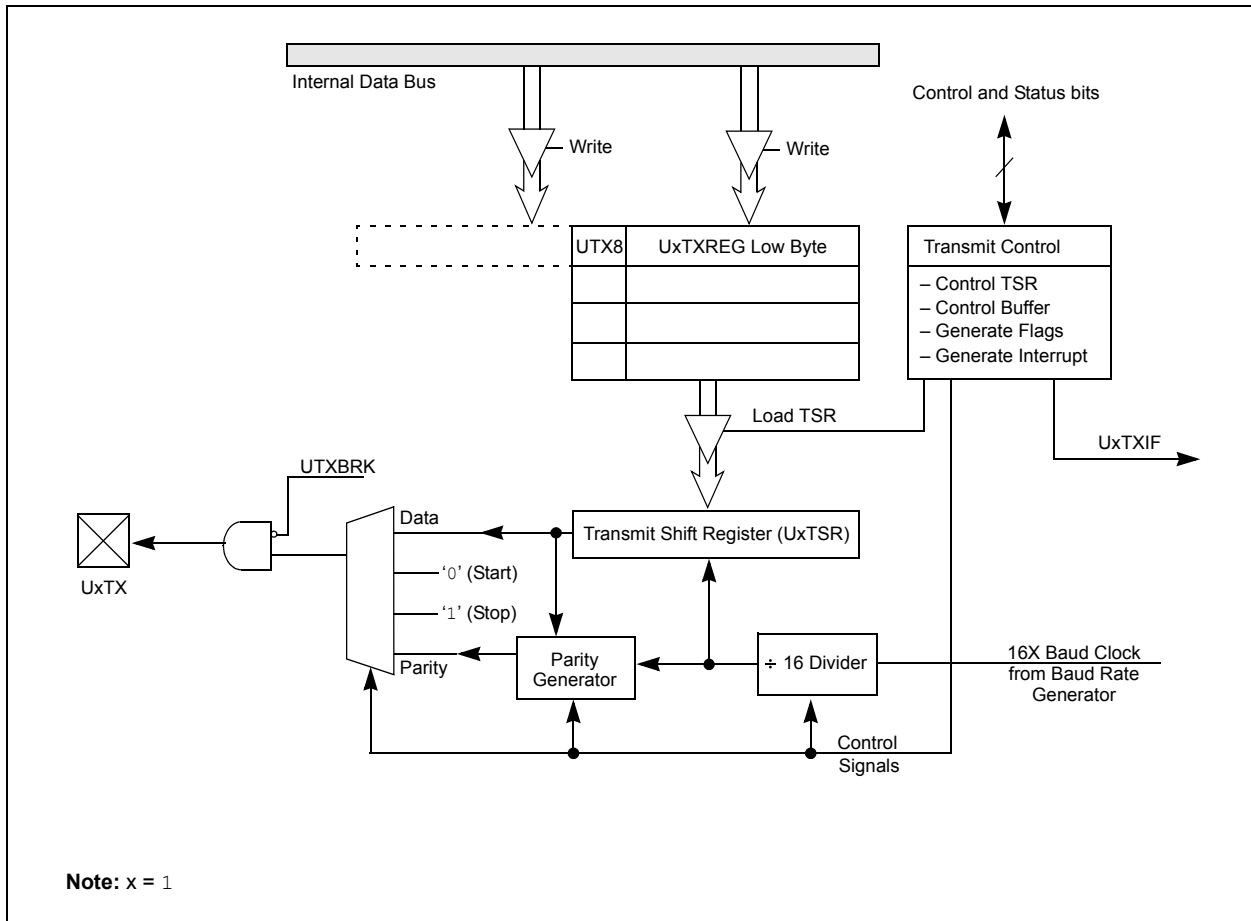 Internal Data Bus
Control and Status bits
Write
Write
UTX8
UxTXREG Low Byte
Transmit Control
– Control TSR
– Control Buffer
– Generate Flags
– Generate Interrupt
Load TSR
UxTXIF
UTXBRK
Data
Transmit Shift Register (UxTSR)
UxTX
‘0’ (Start)
‘1’ (Stop)
Parity
Parity
Generator
÷ 16 Divider
16X Baud Clock
from Baud Rate
Generator
Control
Signals
Note: x = 1